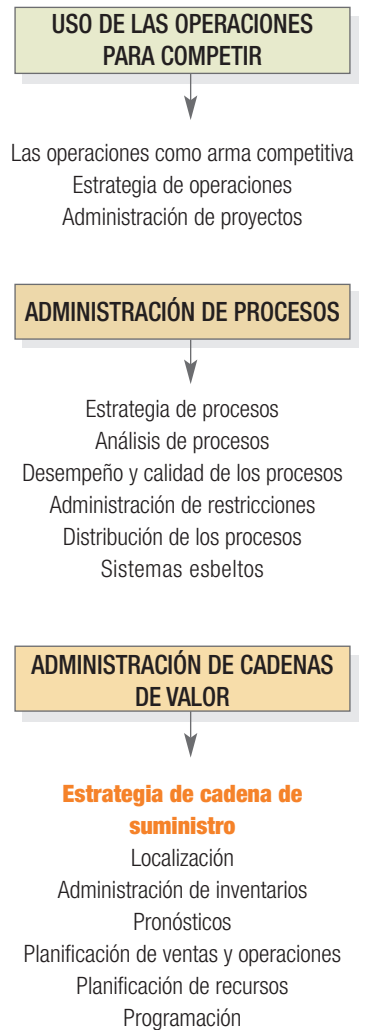 USO DE LAS OPERACIONES
PARA COMPETIR
Las operaciones como arma competitiva
Estrategia de operaciones
Administración de proyectos
ADMINISTRACIÓN DE PROCESOS
Estrategia de procesos
Análisis de procesos
Desempeño y calidad de los procesos
Administración de restricciones
Distribución de los procesos
Sistemas esbeltos
ADMINISTRACIÓN DE CADENAS
DE VALOR
Estrategia de cadena de
suministro
Localización
Administración de inventarios
Pronósticos
Planificación de ventas y operaciones
Planificación de recursos
Programación